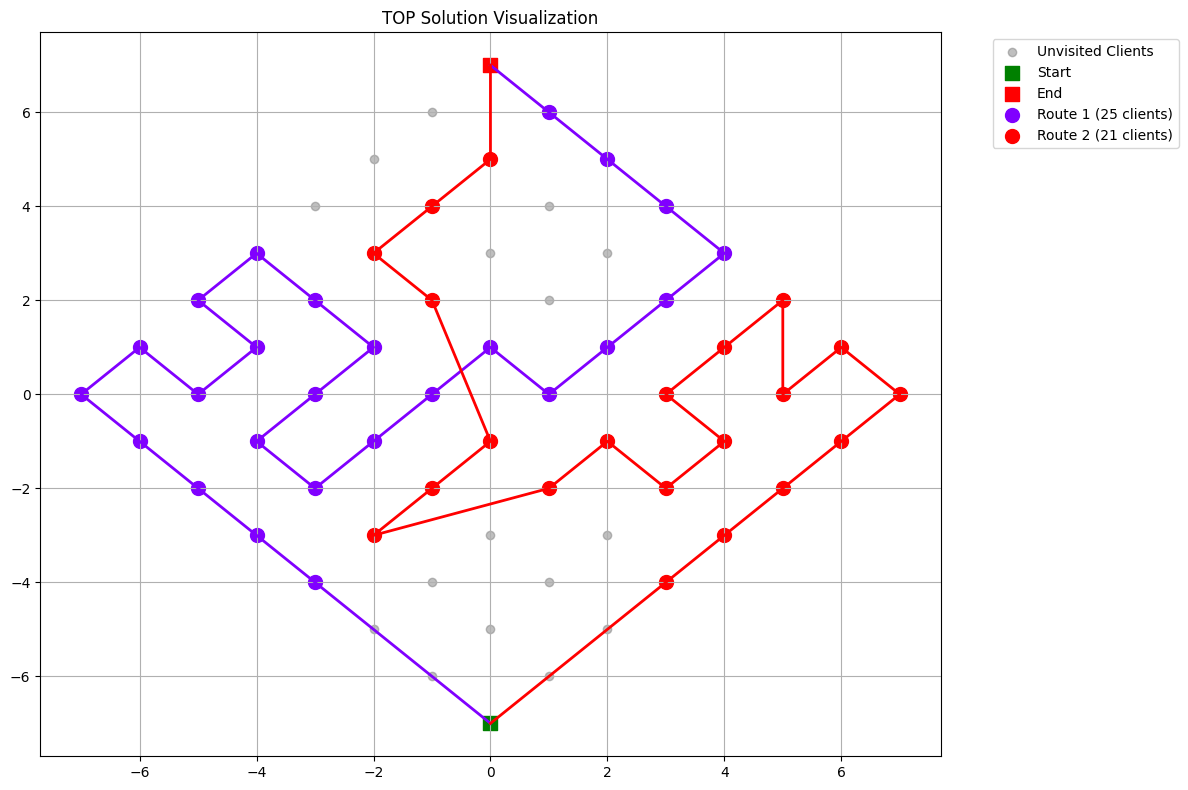 TOP Solution Visualization
Unvisited Clients
Start
End
Route 1 (25 clients)
Route 2 (21 clients)
6
4
2
0
−2
−4
−6
−6 −4 −2 0 2 4 6